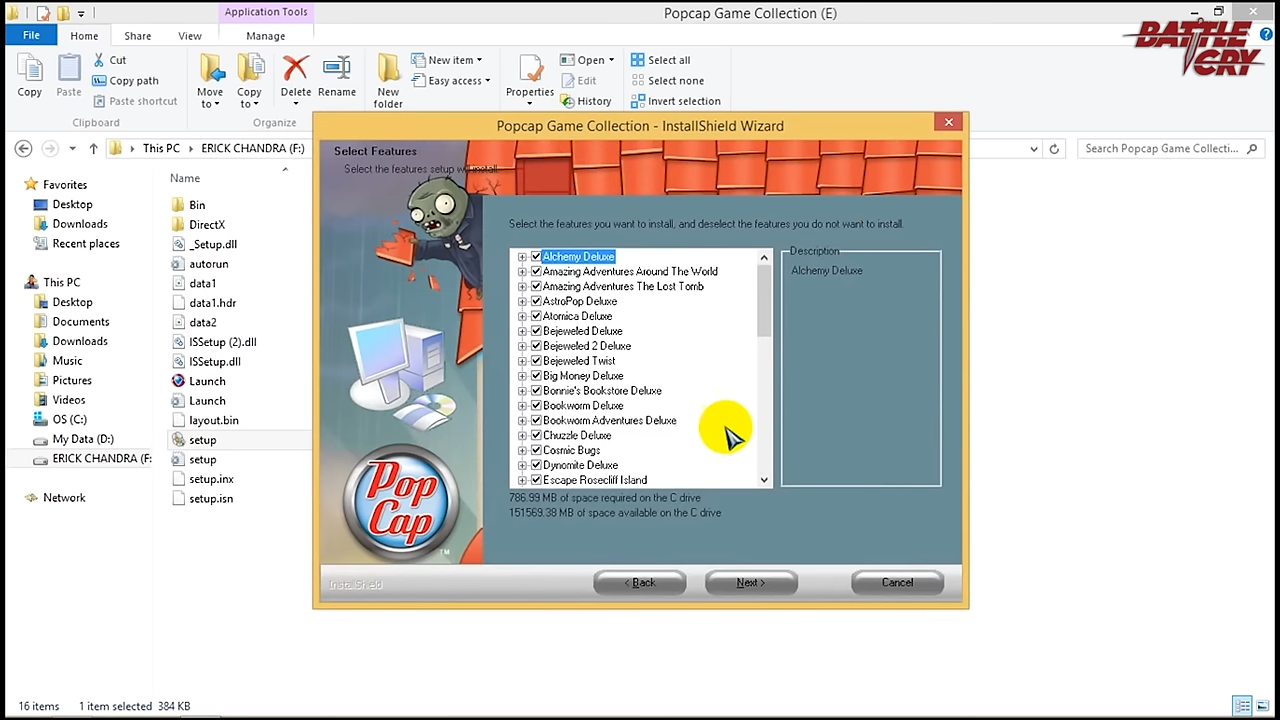 Application Tools
Popcap Game Collection (E)
File
Home
Share
View
Manage
BATTLE
CRY
Copy
Paste
Cut
Copy path
Paste shortcut
Move
to
Copy
to
Delete
Rename
New
folder
New item
Easy access
Properties
Open
Edit
History
Select all
Select none
Invert selection
Clipboard
Organize
This PC
ERICK CHANDRA (F:)
Search Popcap Game Collecti...
Favorites
Desktop
Downloads
Recent places
This PC
Desktop
Documents
Downloads
Music
Pictures
Videos
OS (C:)
My Data (D:)
ERICK CHANDRA (F:
Network
Name
Bin
DirectX
_Setup.dll
autorun
data1
data1.hdr
data2
ISSetup (2).dll
ISSetup.dll
Launch
Launch
layout.bin
setup
setup
setup.inx
setup.isn
Popcap Game Collection - InstallShield Wizard
Select Features
Select the features setup will install.
Select the features you want to install, and deselect the features you do not want to install.
Alchemy Deluxe
Amazing Adventures Around The World
Amazing Adventures The Lost Tomb
AstroPop Deluxe
Atomica Deluxe
Bejeweled Deluxe
Bejeweled 2 Deluxe
Bejeweled Twist
Big Money Deluxe
Bonnie's Bookstore Deluxe
Bookworm Deluxe
Bookworm Adventures Deluxe
Chuzzle Deluxe
Cosmic Bugs
Dynomite Deluxe
Escape Rosecliff Island
Description
Alchemy Deluxe
786.99 MB of space required on the C drive
151569.38 MB of space available on the C drive
Pop
Cap
TM
InstallShield
< Back
Next >
Cancel
16 items
1 item selected 384 KB